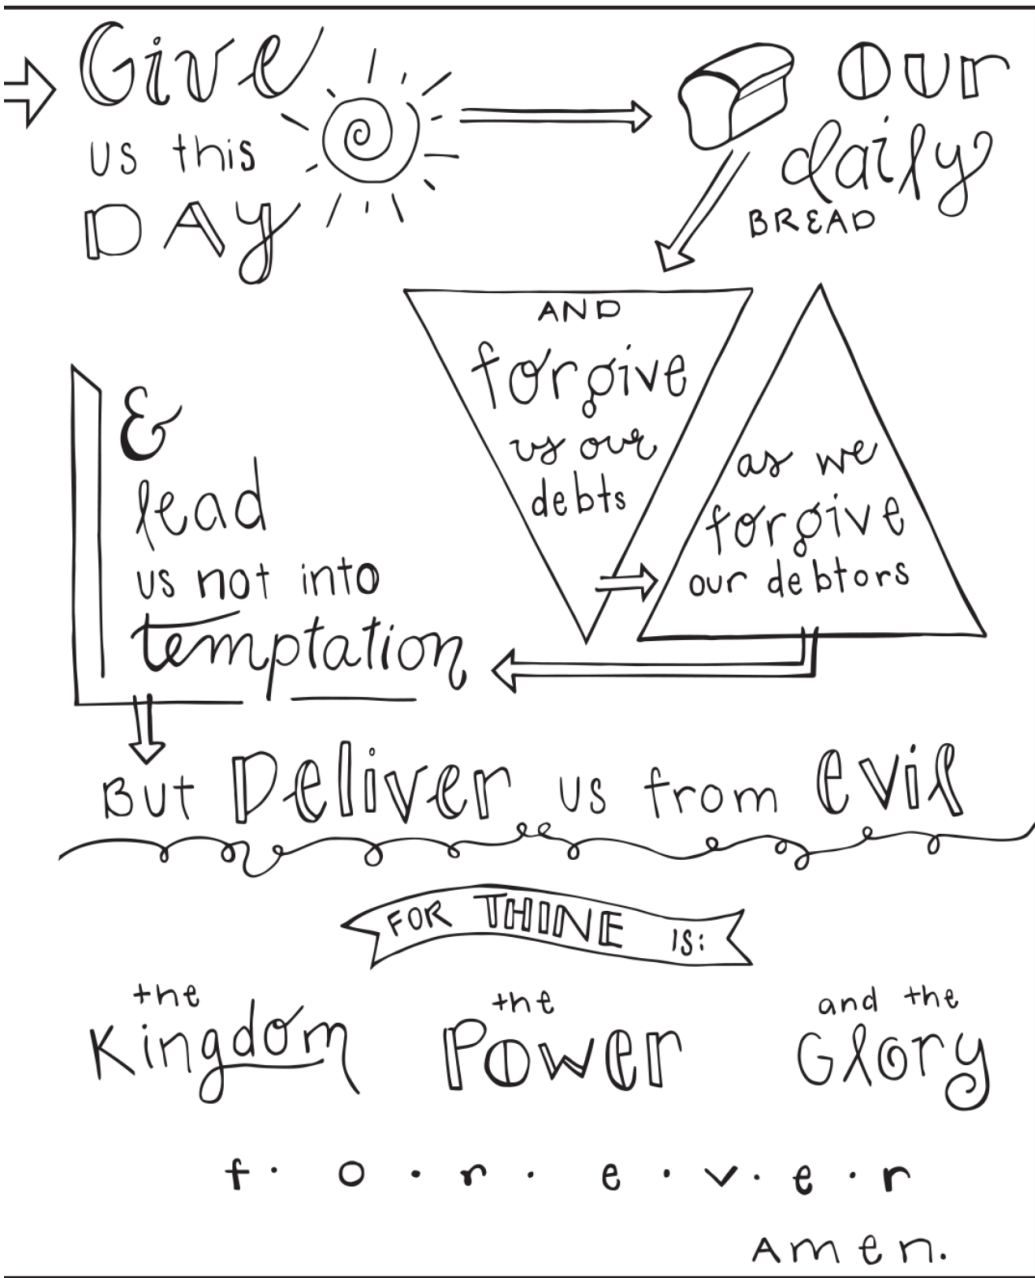 Give
us this
DAY
our
daily
BREAD
AND
forgive
us our
debts
as we
forgive
our debtors
&
lead
us not into
temptation
But Deliver us from evil
FOR THINE IS:
the
Kingdom
the
Power
and the
Glory
f. o. r. e. v. e. r
Amen.